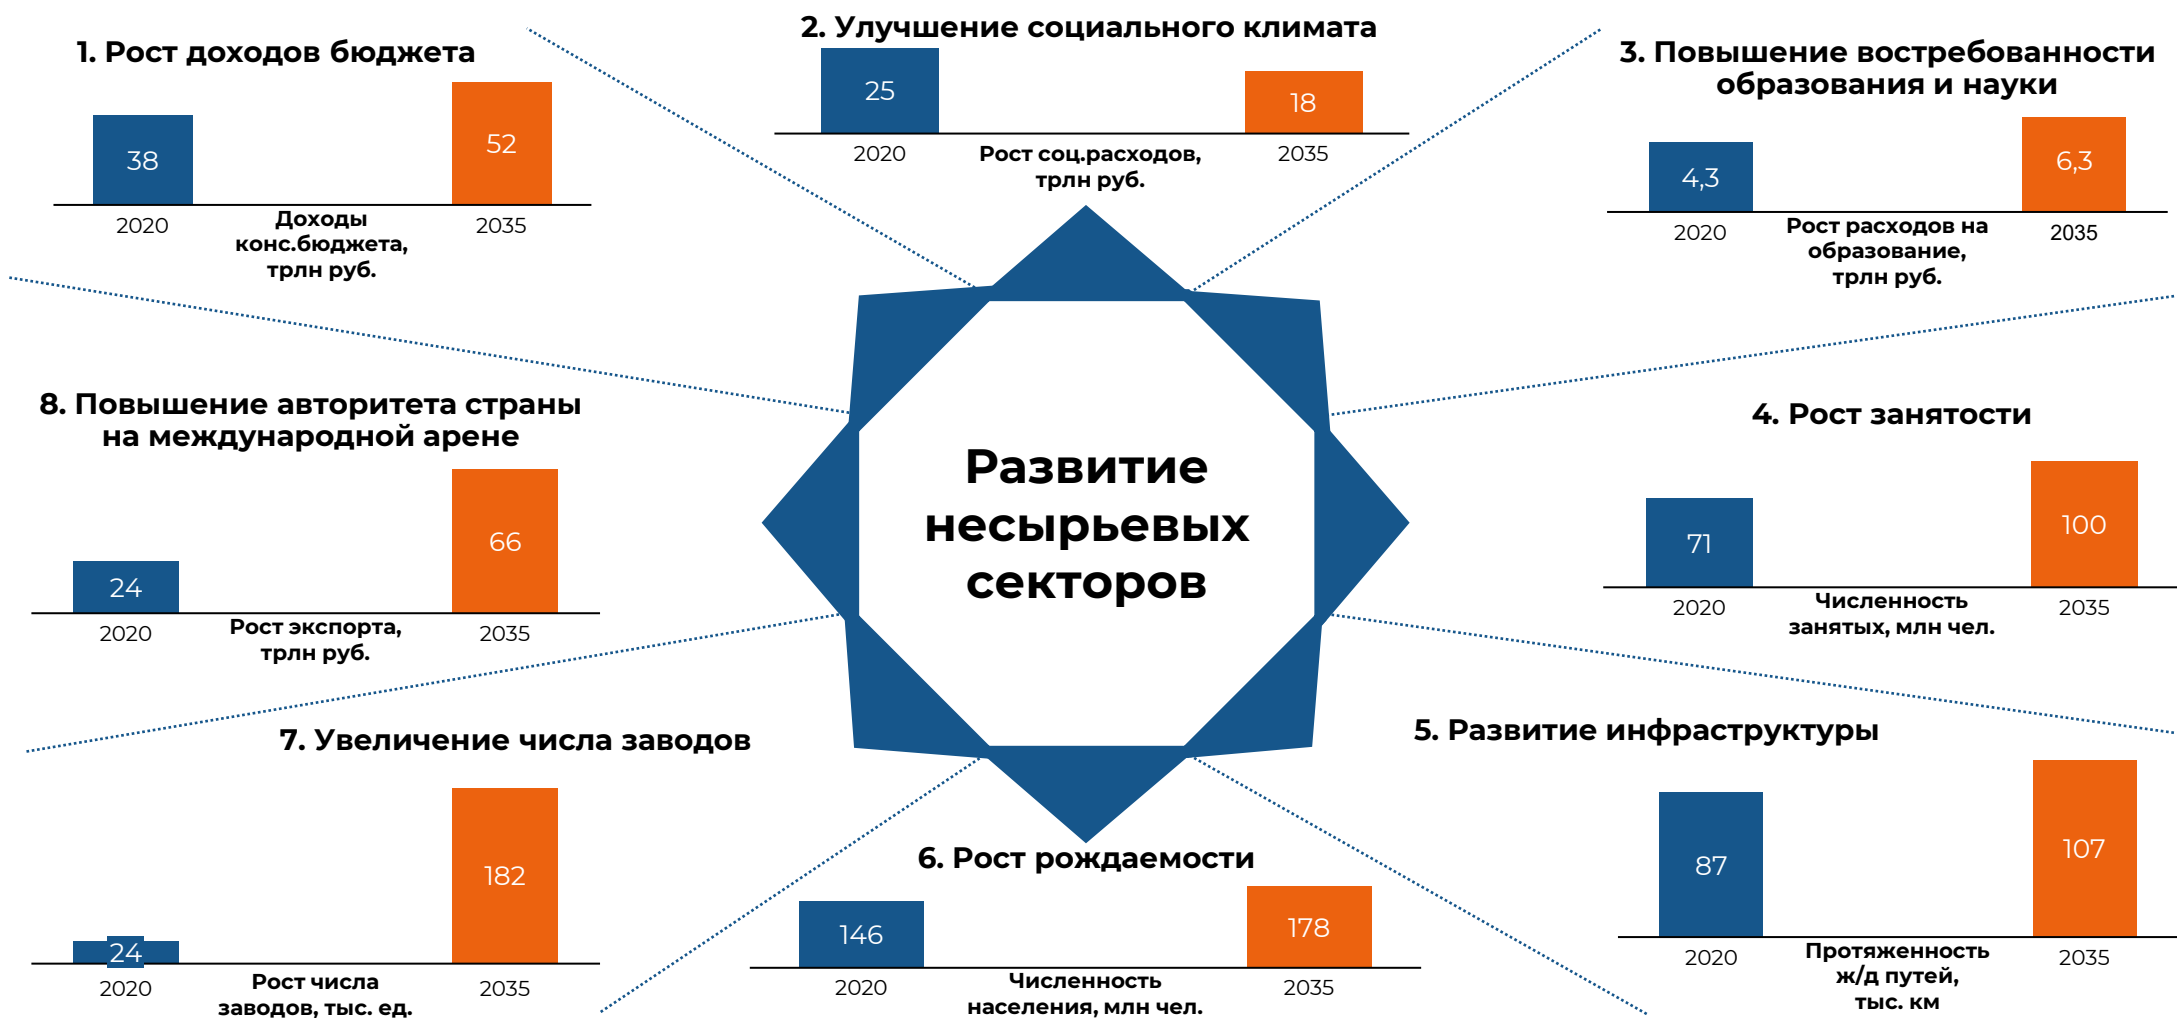 1. Рост доходов бюджета
38
52
2020
Доходы
конс.бюджета,
трлн руб.
2035
2. Улучшение социального климата
25
18
2020
Рост соц.расходов,
трлн руб.
2035
3. Повышение востребованности
образования и науки
4,3
6,3
2020
Рост расходов на
образование,
трлн руб.
2035
8. Повышение авторитета страны
на международной арене
24
66
2020
Рост экспорта,
трлн руб.
2035
Развитие
несырьевых
секторов
4. Рост занятости
71
100
2020
Численность
занятых, млн чел.
2035
7. Увеличение числа заводов
24
182
2020
Рост числа
заводов, тыс. ед.
2035
6. Рост рождаемости
146
178
2020
Численность
населения, млн чел.
2035
5. Развитие инфраструктуры
87
107
2020
Протяженность
ж/д путей,
тыс. км
2035